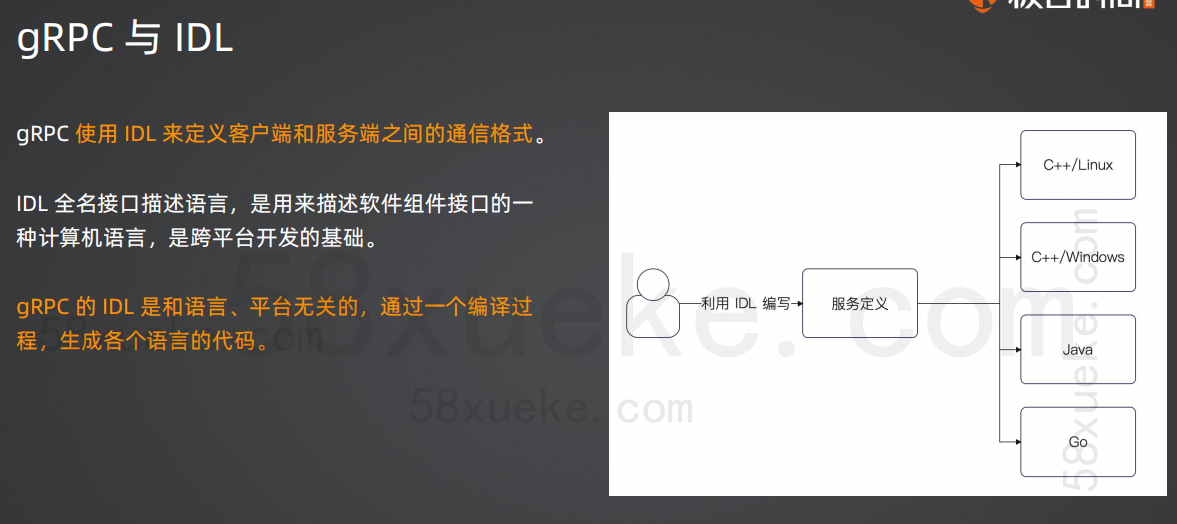 gRPC 与 IDL
gRPC 使用 IDL 来定义客户端和服务端之间的通信格式。
IDL 全名接口描述语言，是用来描述软件组件接口的一
种计算机语言，是跨平台开发的基础。
gRPC 的 IDL 是和语言、平台无关的，通过一个编译过
程，生成各个语言的代码。
利用 IDL 编写
服务定义
C++/Linux
C++/Windows
Java
Go
58xueke.com
58xueke.com
58xueke.com
58xueke.com